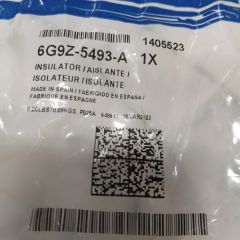 1405523
6G9Z-5493-A 1X
INSULATOR / AISLANTE /
ISOLATEUR / ISOLANTE
MADE IN SPAIN / FABRICADO EN ESPAÑA /
FABRIQUÉ EN ESPAGNE